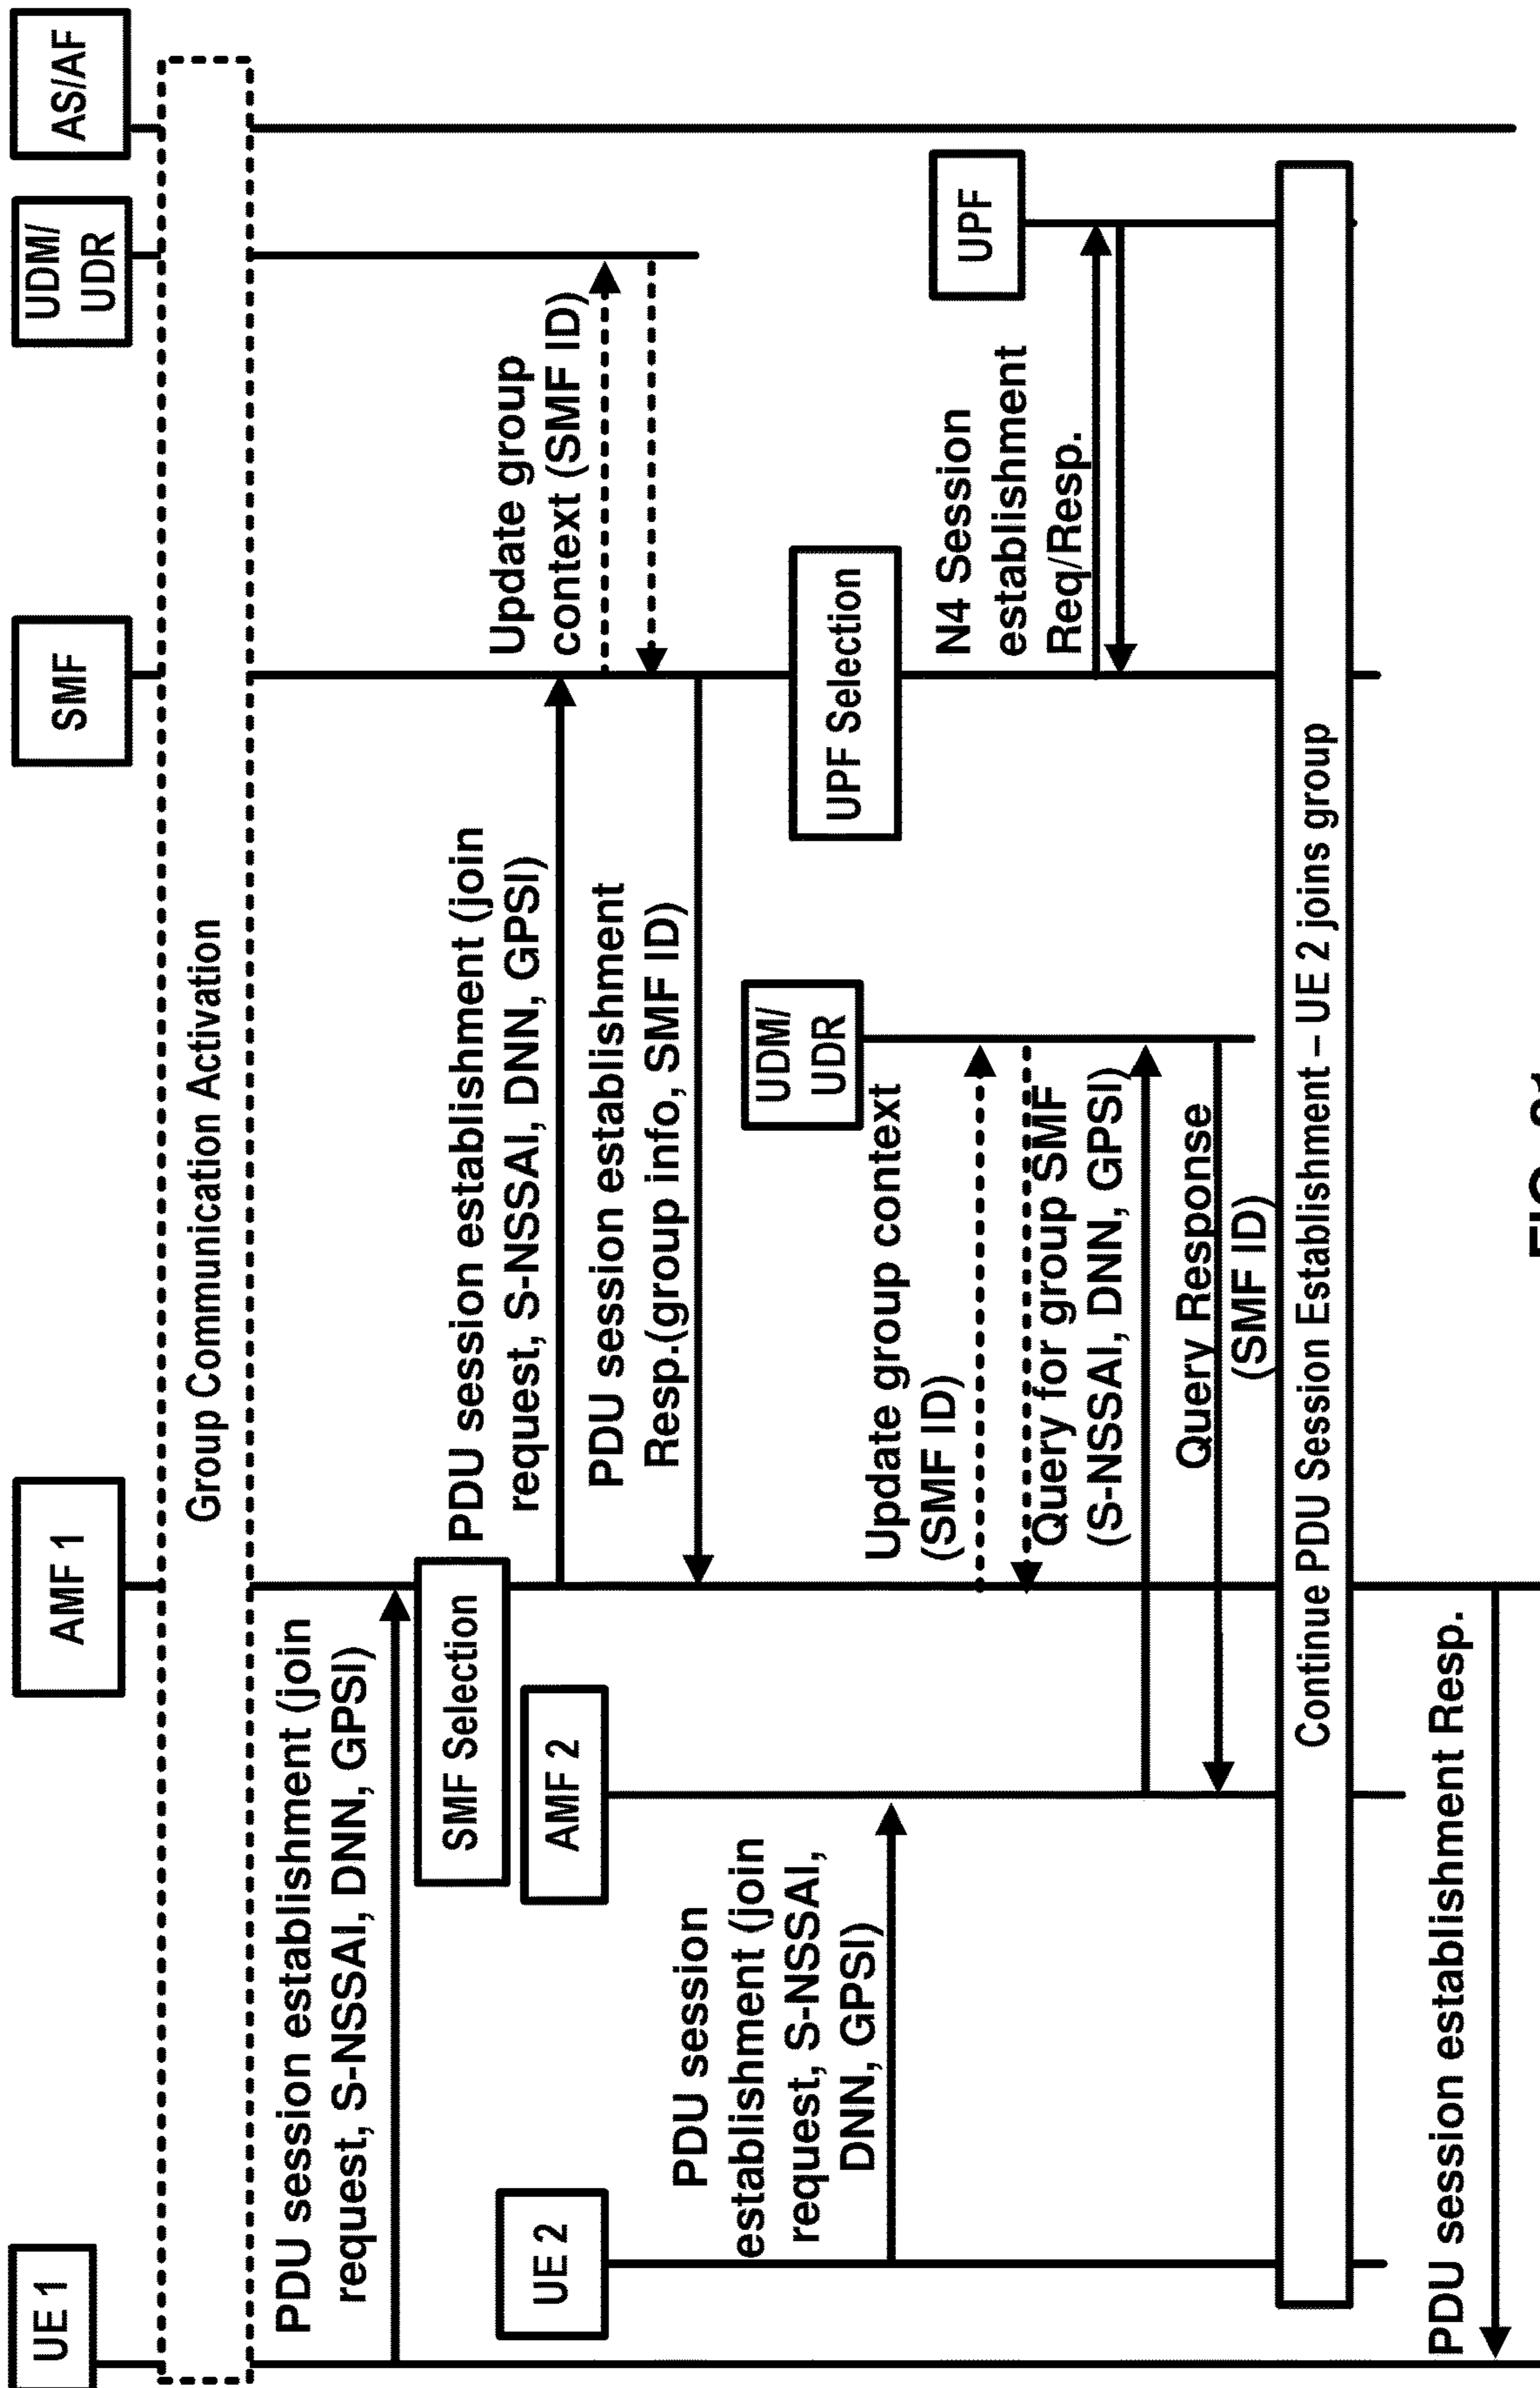 UE 1
AMF 1
SMF
UDM/
UDR
AS/AF
Group Communication Activation
PDU session establishment (join
request, S-NSSAI, DNN, GPSI)
SMF Selection
PDU session establishment (join
request, S-NSSAI, DNN, GPSI)
Update group
context (SMF ID)
UE 2
AMF 2
PDU session establishment
Resp.(group info, SMF ID)
PDU session
establishment (join
request, S-NSSAI,
DNN, GPSI)
UDM/
UDR
UPF Selection
Update group context
(SMF ID)
UPF
N4 Session
establishment
Req/Resp.
Query for group SMF
(S-NSSAI, DNN, GPSI)
Query Response
(SMF ID)
Continue PDU Session Establishment – UE 2 joins group
PDU session establishment Resp.